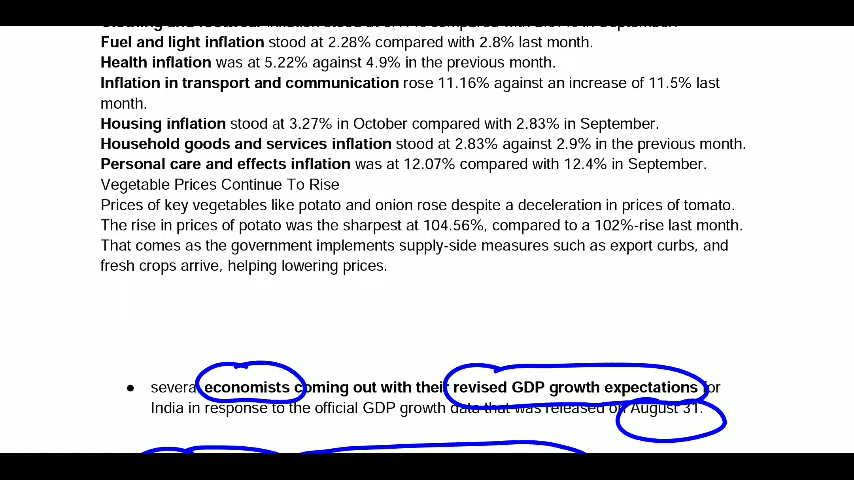 Fuel and light inflation stood at 2.28% compared with 2.8% last month.
Health inflation was at 5.22% against 4.9% in the previous month.
Inflation in transport and communication rose 11.16% against an increase of 11.5% last
month.
Housing inflation stood at 3.27% in October compared with 2.83% in September.
Household goods and services inflation stood at 2.83% against 2.9% in the previous month.
Personal care and effects inflation was at 12.07% compared with 12.4% in September.
Vegetable Prices Continue To Rise
Prices of key vegetables like potato and onion rose despite a deceleration in prices of tomato.
The rise in prices of potato was the sharpest at 104.56%, compared to a 102%-rise last month.
That comes as the government implements supply-side measures such as export curbs, and
fresh crops arrive, helping lowering prices.
● several economists coming out with their revised GDP growth expectations for
India in response to the official GDP growth data that was released on August 31.